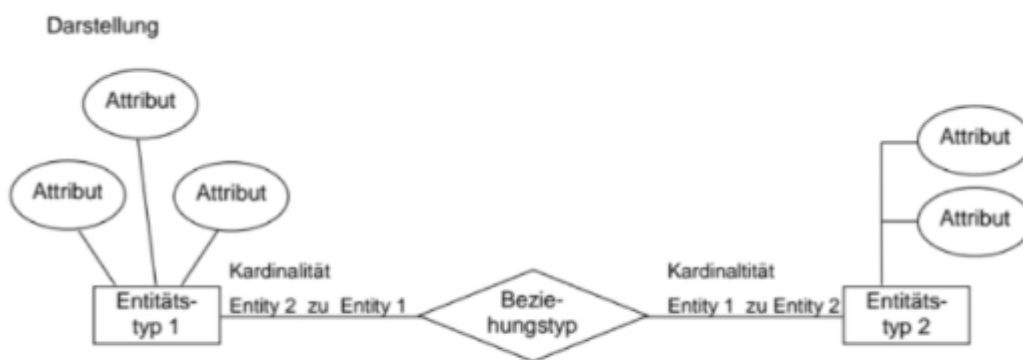 Darstellung
Attribut
Attribut
Attribut
Attribut
Attribut
Kardinalität
Entity 2 zu Entity 1
Kardinaltität
Entity 1 zu Entity 2
Entitäts-
typ 1
Bezie-
hungstyp
Entitäts-
typ 2